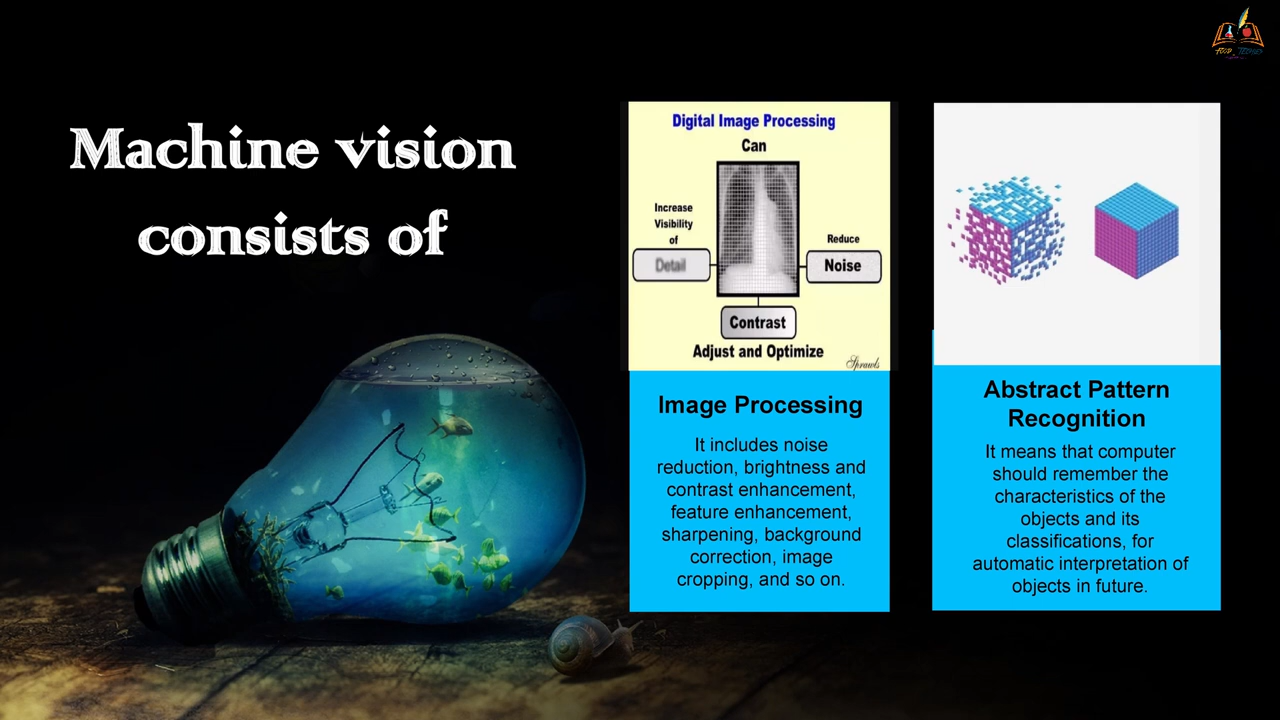 Machine vision
consists of
Digital Image Processing
Can
Increase
Visibility
of
Detail
Reduce
Noise
Contrast
Adjust and Optimize
Sprawls
Image Processing
It includes noise
reduction, brightness and
contrast enhancement,
feature enhancement,
sharpening, background
correction, image
cropping, and so on.
Abstract Pattern
Recognition
It means that computer
should remember the
characteristics of the
objects and its
classifications, for
automatic interpretation of
objects in future.
FOOD